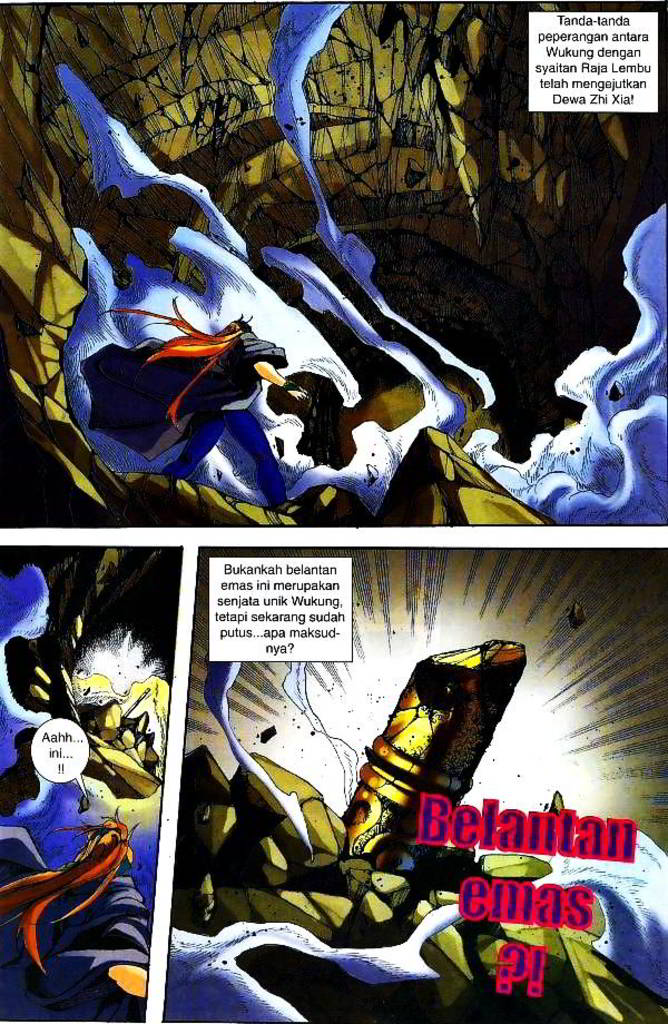 Tanda-tanda
peperangan antara
Wukung dengan
syaitan Raja Lembu
telah mengejutkan
Dewa Zhi Xia!
Aahh...
ini...
!!
Bukankah belantan
emas ini merupakan
senjata unik Wukung,
tetapi sekarang sudah
putus...apa maksud-
nya?
Belantan
emas
?!